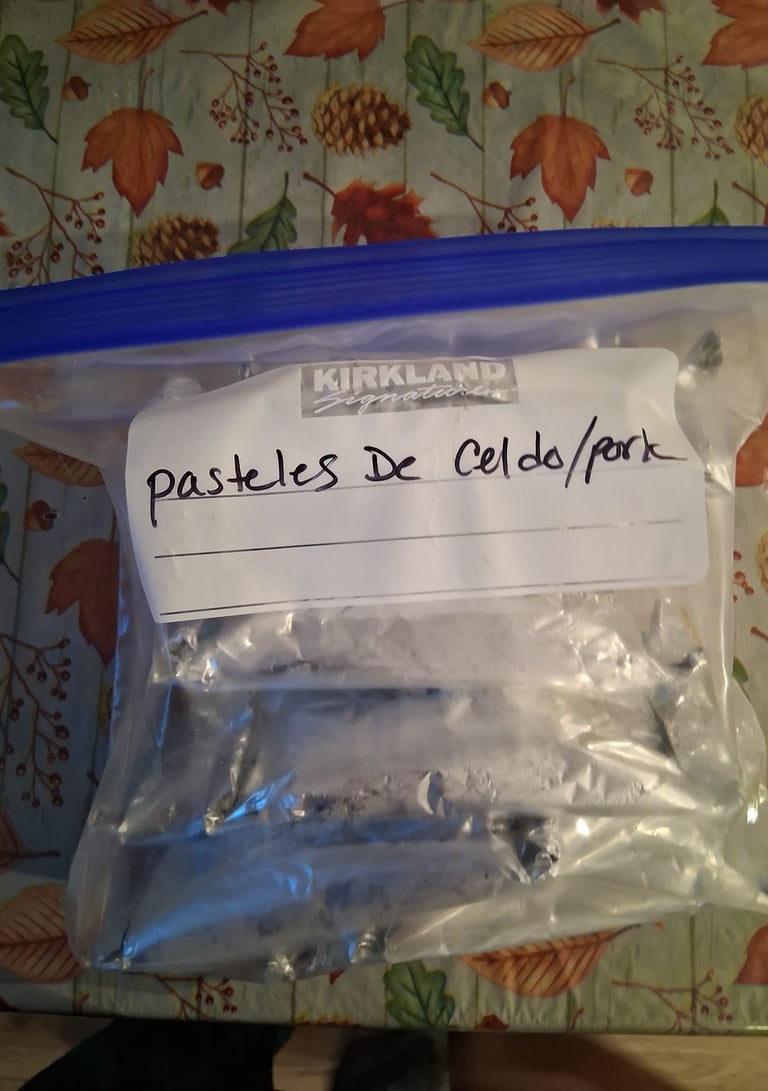 KIRKLAND
Signature
pasteles De Celdo/pork